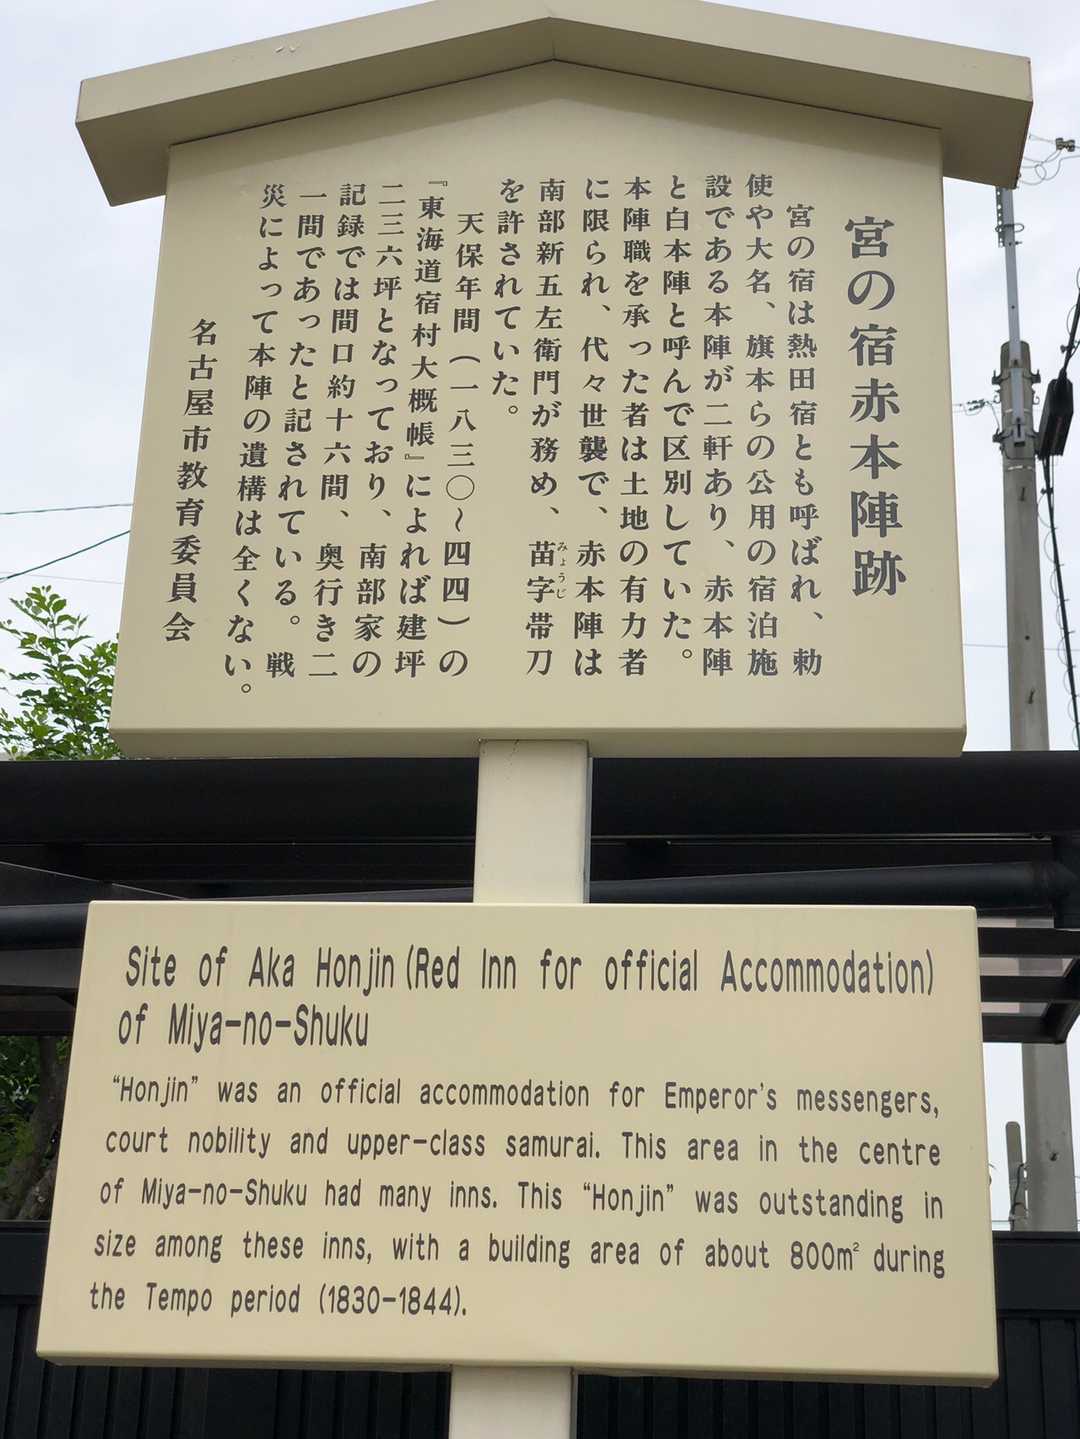 宮の宿赤本陣跡
宮の宿は熱田宿とも呼ばれ、勅
使や大名、旗本らの公用の宿泊施
設である本陣が二軒あり、赤本陣
と白本陣と呼んで区別していた。
本陣職を承った者は土地の有力者
に限られ、代々世襲で、赤本陣は
南部新五左衛門が務め、苗字帯刀
みょうじ
を許されていた。
天保年間(一八三〇~四四)の
『東海道宿村大概帳』によれば建坪
二三六坪となっており、南部家の
記録では間口約十六間、奥行き二
一間であったと記されている。戦
災によって本陣の遺構は全くない。
名古屋市教育委員会
Site of Aka Honjin(Red Inn for official Accommodation)
of Miya-no-Shuku
“Honjin” was an official accommodation for Emperor's messengers,
court nobility and upper-class samurai. This area in the centre
of Miya-no-Shuku had many inns. This “Honjin” was outstanding in
size among these inns, with a building area of about 800m² during
the Tempo period (1830-1844).